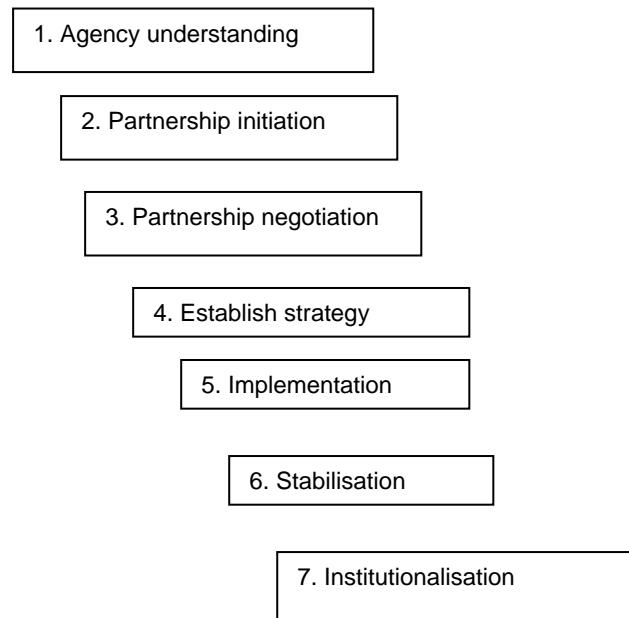 1. Agency understanding
2. Partnership initiation
3. Partnership negotiation
4. Establish strategy
5. Implementation
6. Stabilisation
7. Institutionalisation